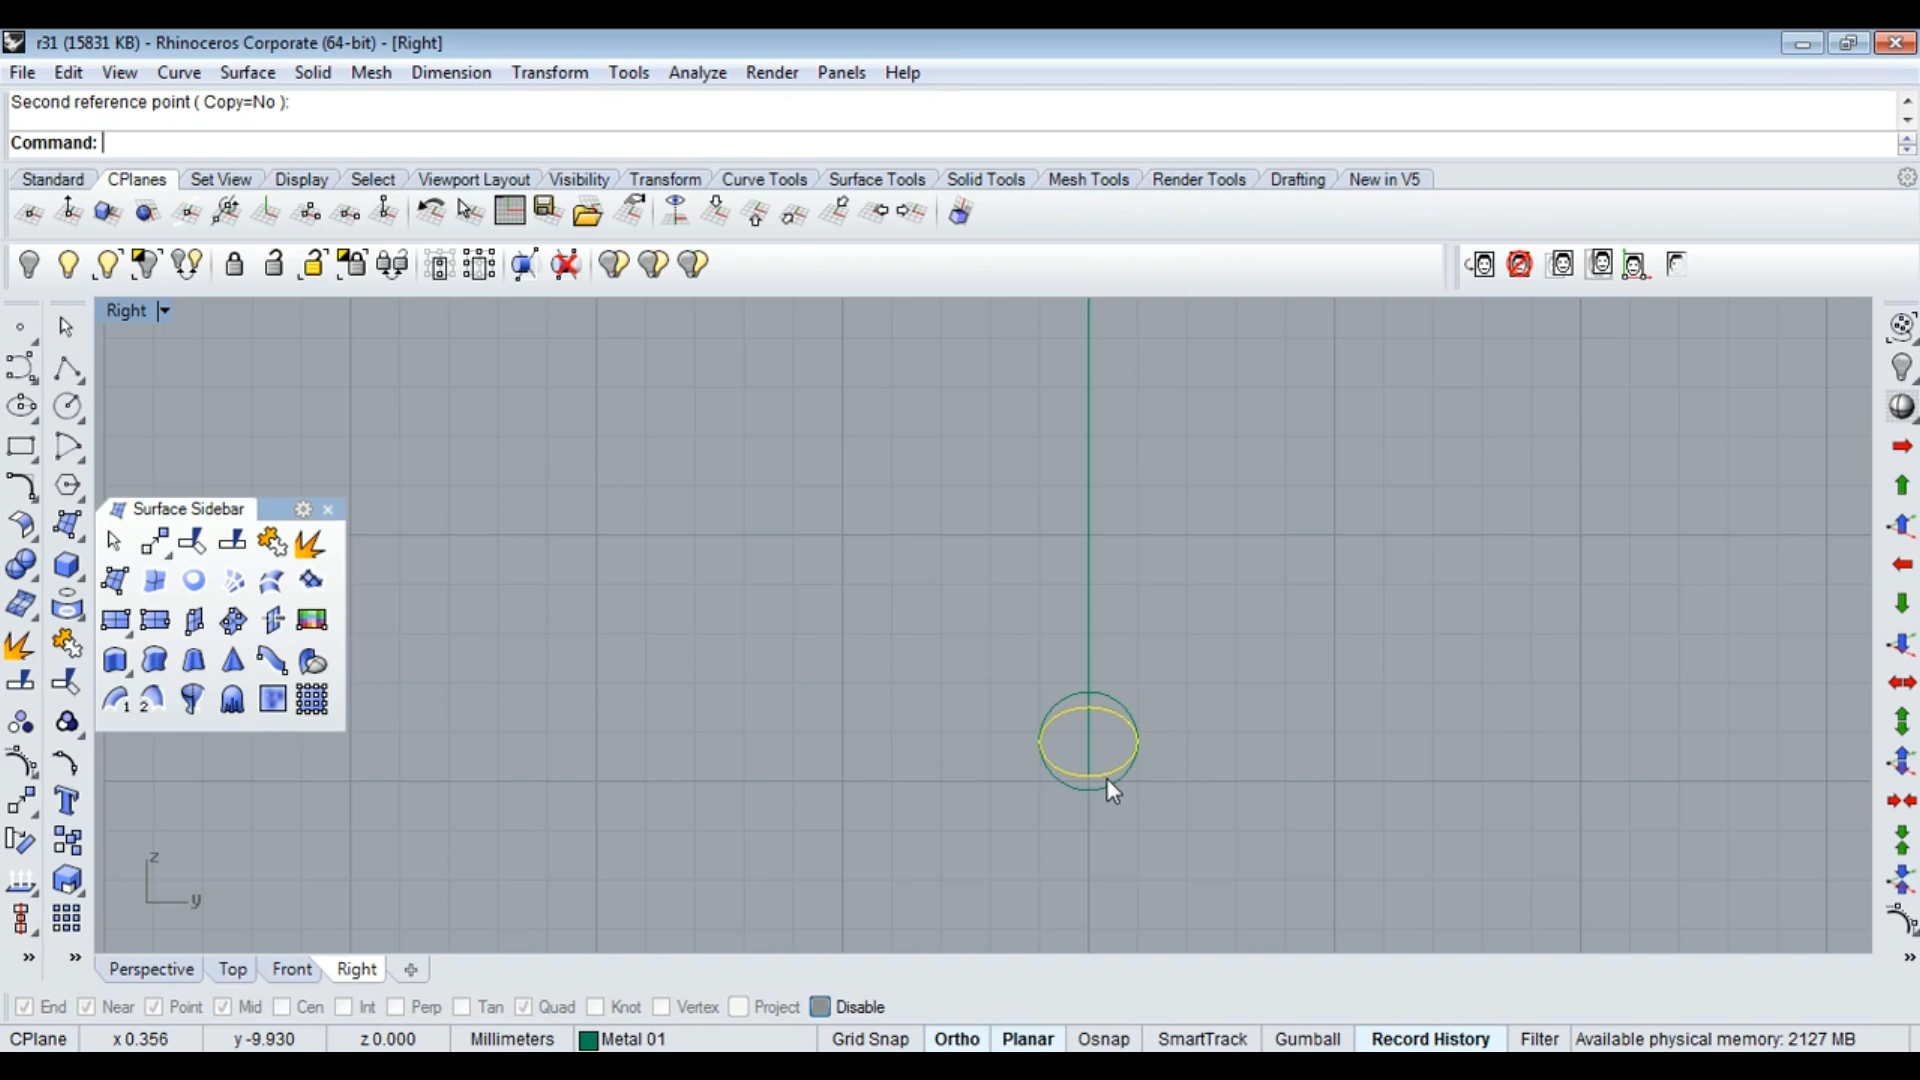 r31 (15831 KB) - Rhinoceros Corporate (64-bit) - [Right]
File Edit View Curve Surface Solid Mesh Dimension Transform Tools Analyze Render Panels Help
Second reference point ( Copy=No ):
Command:
Standard CPlanes Set View Display Select Viewport Layout Visibility Transform Curve Tools Surface Tools Solid Tools Mesh Tools Render Tools Drafting New in V5
Right
Surface Sidebar
1 2
z
y
Perspective Top Front Right
End Near Point Mid Cen Int Perp Tan Quad Knot Vertex Project Disable
CPlane x 0.356 y -9.930 z 0.000 Millimeters Metal 01 Grid Snap Ortho Planar Osnap SmartTrack Gumball Record History Filter Available physical memory: 2127 MB